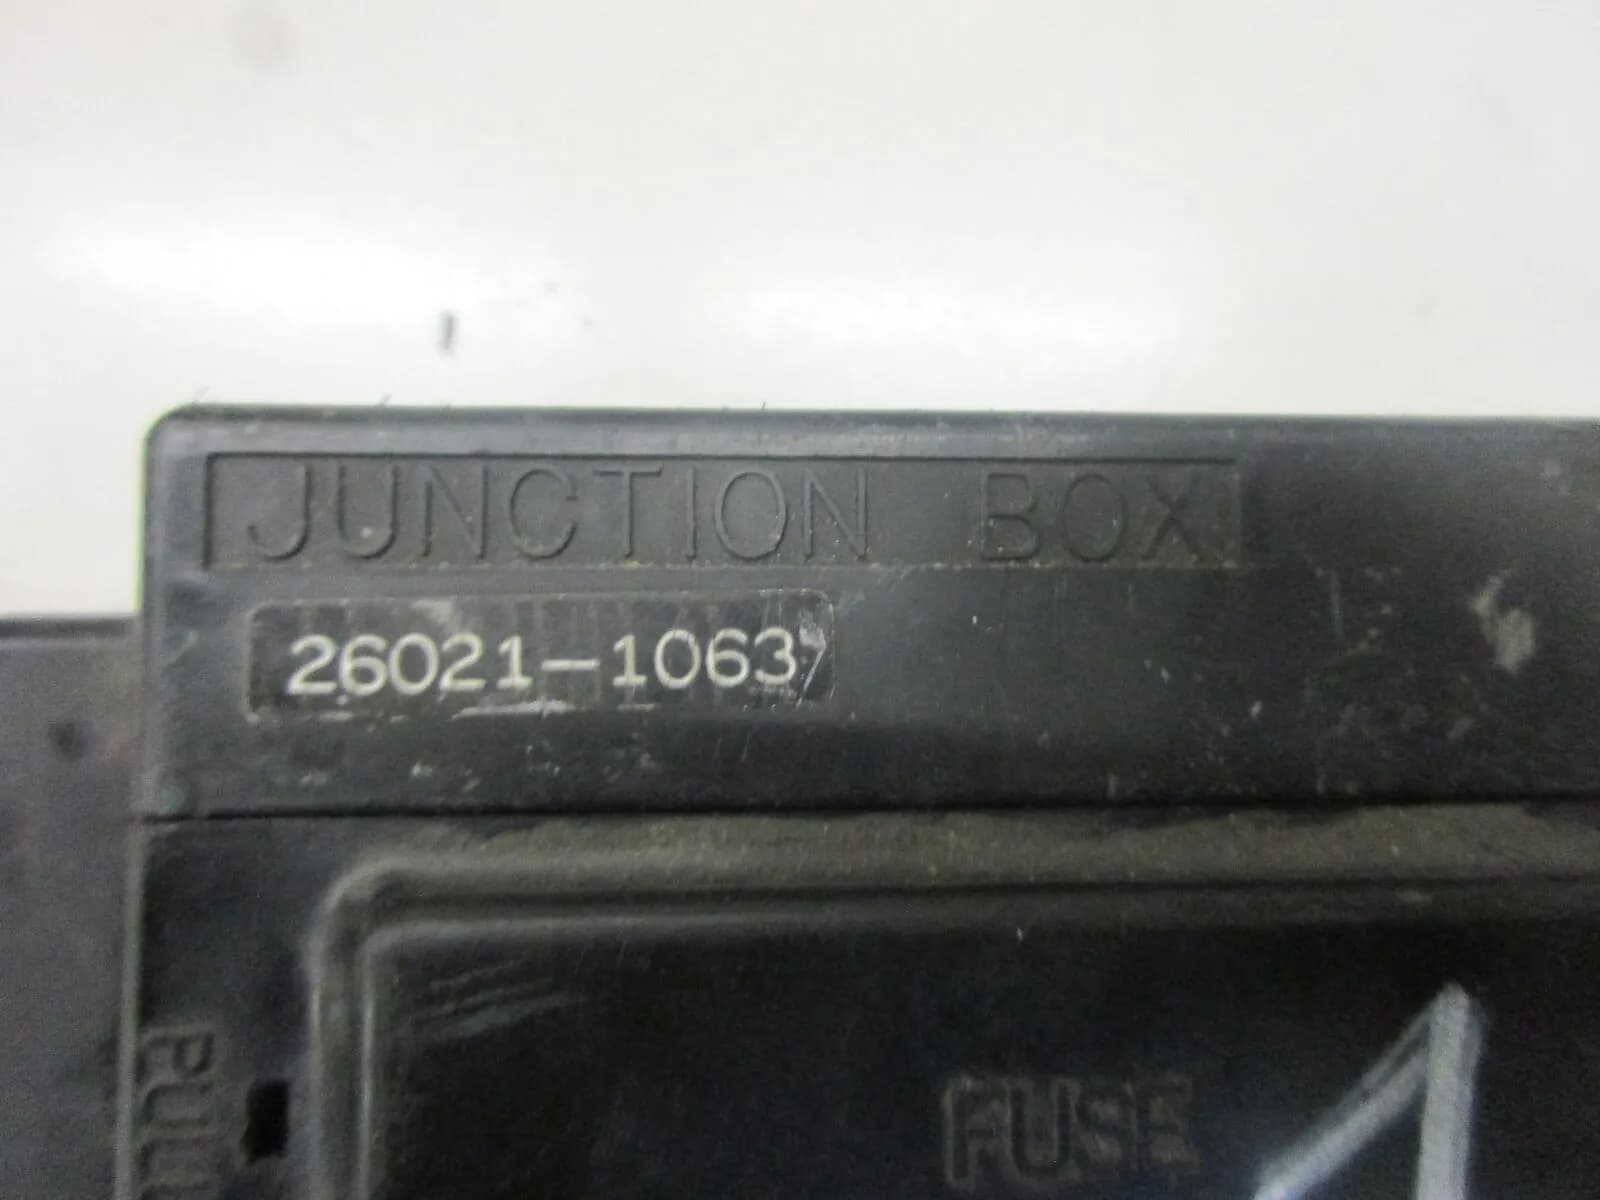 JUNCTION BOX
26021-1063
FUSE